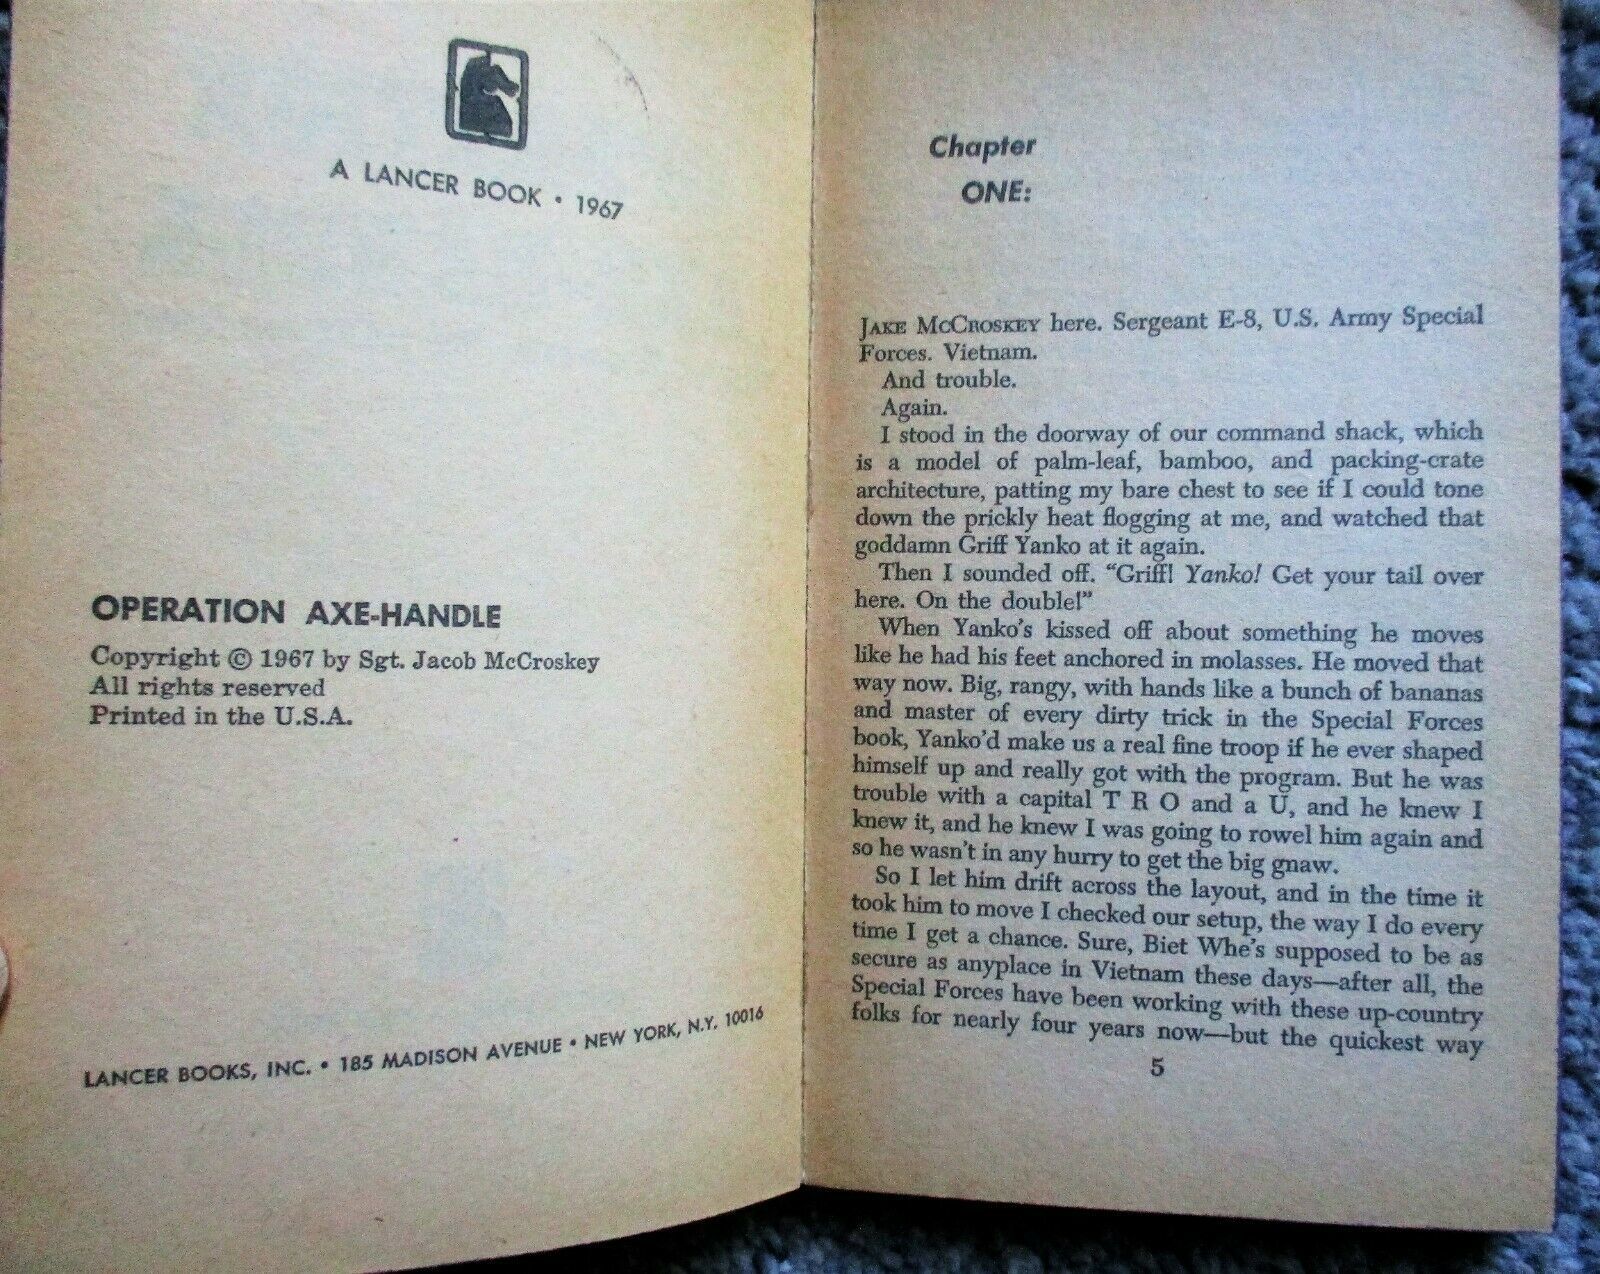 A LANCER BOOK • 1967
OPERATION AXE-HANDLE
Copyright © 1967 by Sgt. Jacob McCroskey
All rights reserved
Printed in the U.S.A.
LANCER BOOKS, INC. • 185 MADISON AVENUE • NEW YORK, N.Y. 10016
Chapter
ONE:
JAKE MCCROSKEY here. Sergeant E-8, U.S. Army Special
Forces. Vietnam.
And trouble.
Again.
I stood in the doorway of our command shack, which
is a model of palm-leaf, bamboo, and packing-crate
architecture, patting my bare chest to see if I could tone
down the prickly heat flogging at me, and watched that
goddamn Griff Yanko at it again.
Then I sounded off. "Griff! Yanko! Get your tail over
here. On the double!"
When Yanko's kissed off about something he moves
like he had his feet anchored in molasses. He moved that
way now. Big, rangy, with hands like a bunch of bananas
and master of every dirty trick in the Special Forces
book, Yanko'd make us a real fine troop if he ever shaped
himself up and really got with the program. But he was
trouble with a capital T R O and a U, and he knew I
knew it, and he knew I was going to rowel him again and
so he wasn't in any hurry to get the big gnaw.
So I let him drift across the layout, and in the time it
took him to move I checked our setup, the way I do every
time I get a chance. Sure, Biet Whe's supposed to be as
secure as anyplace in Vietnam these days—after all, the
Special Forces have been working with these up-country
folks for nearly four years now—but the quickest way
5